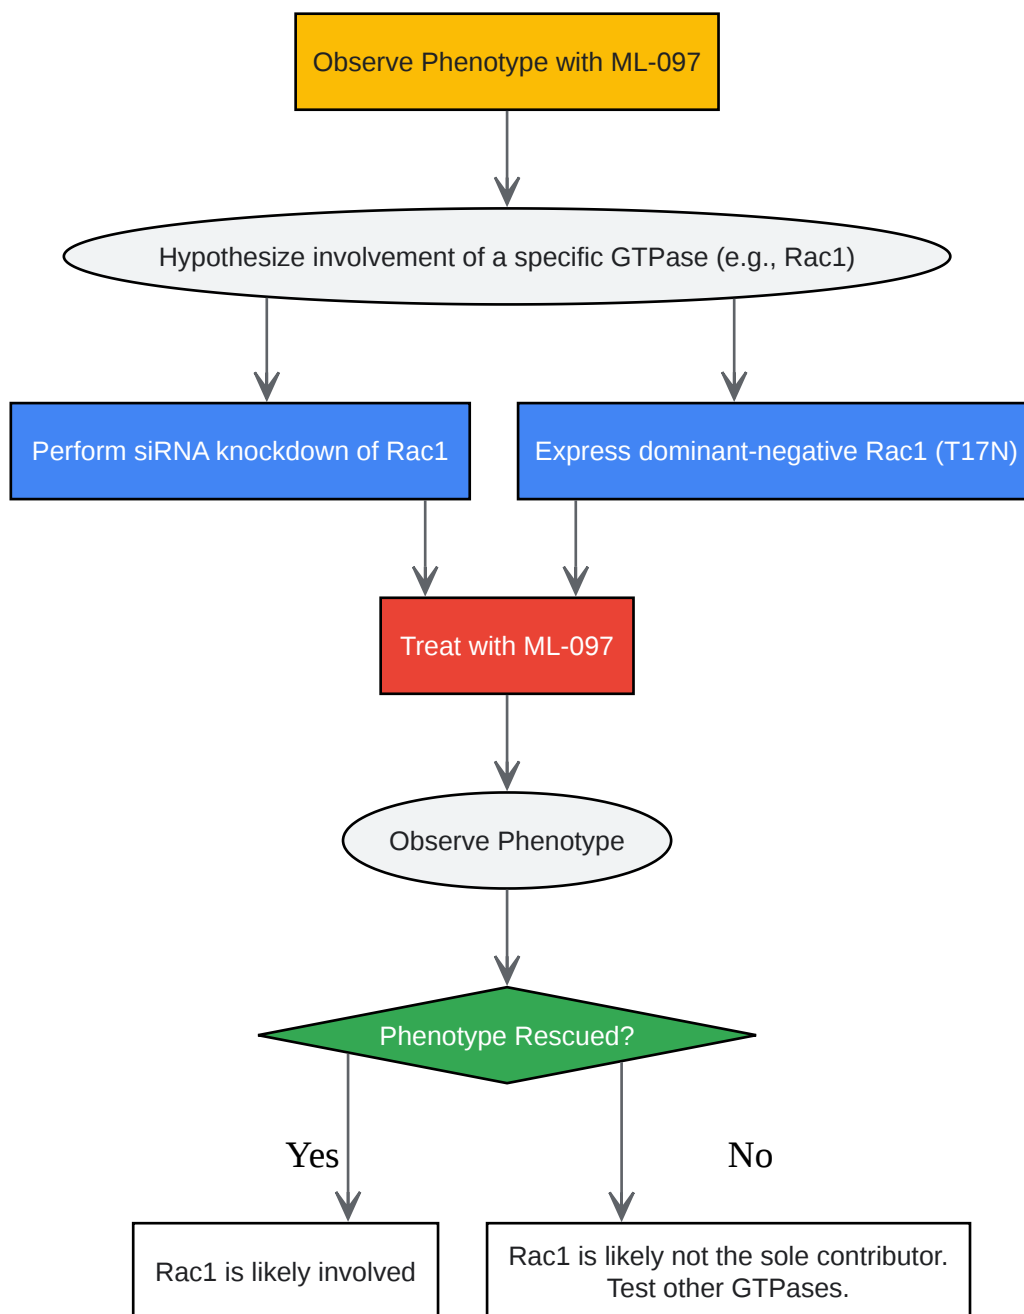 Observe Phenotype with ML-097
Hypothesize involvement of a specific GTPase (e.g., Rac1)
Perform siRNA knockdown of Rac1
Express dominant-negative Rac1 (T17N)
Treat with ML-097
Observe Phenotype
Phenotype Rescued?
Yes
No
Rac1 is likely involved
Rac1 is likely not the sole contributor.
Test other GTPases.